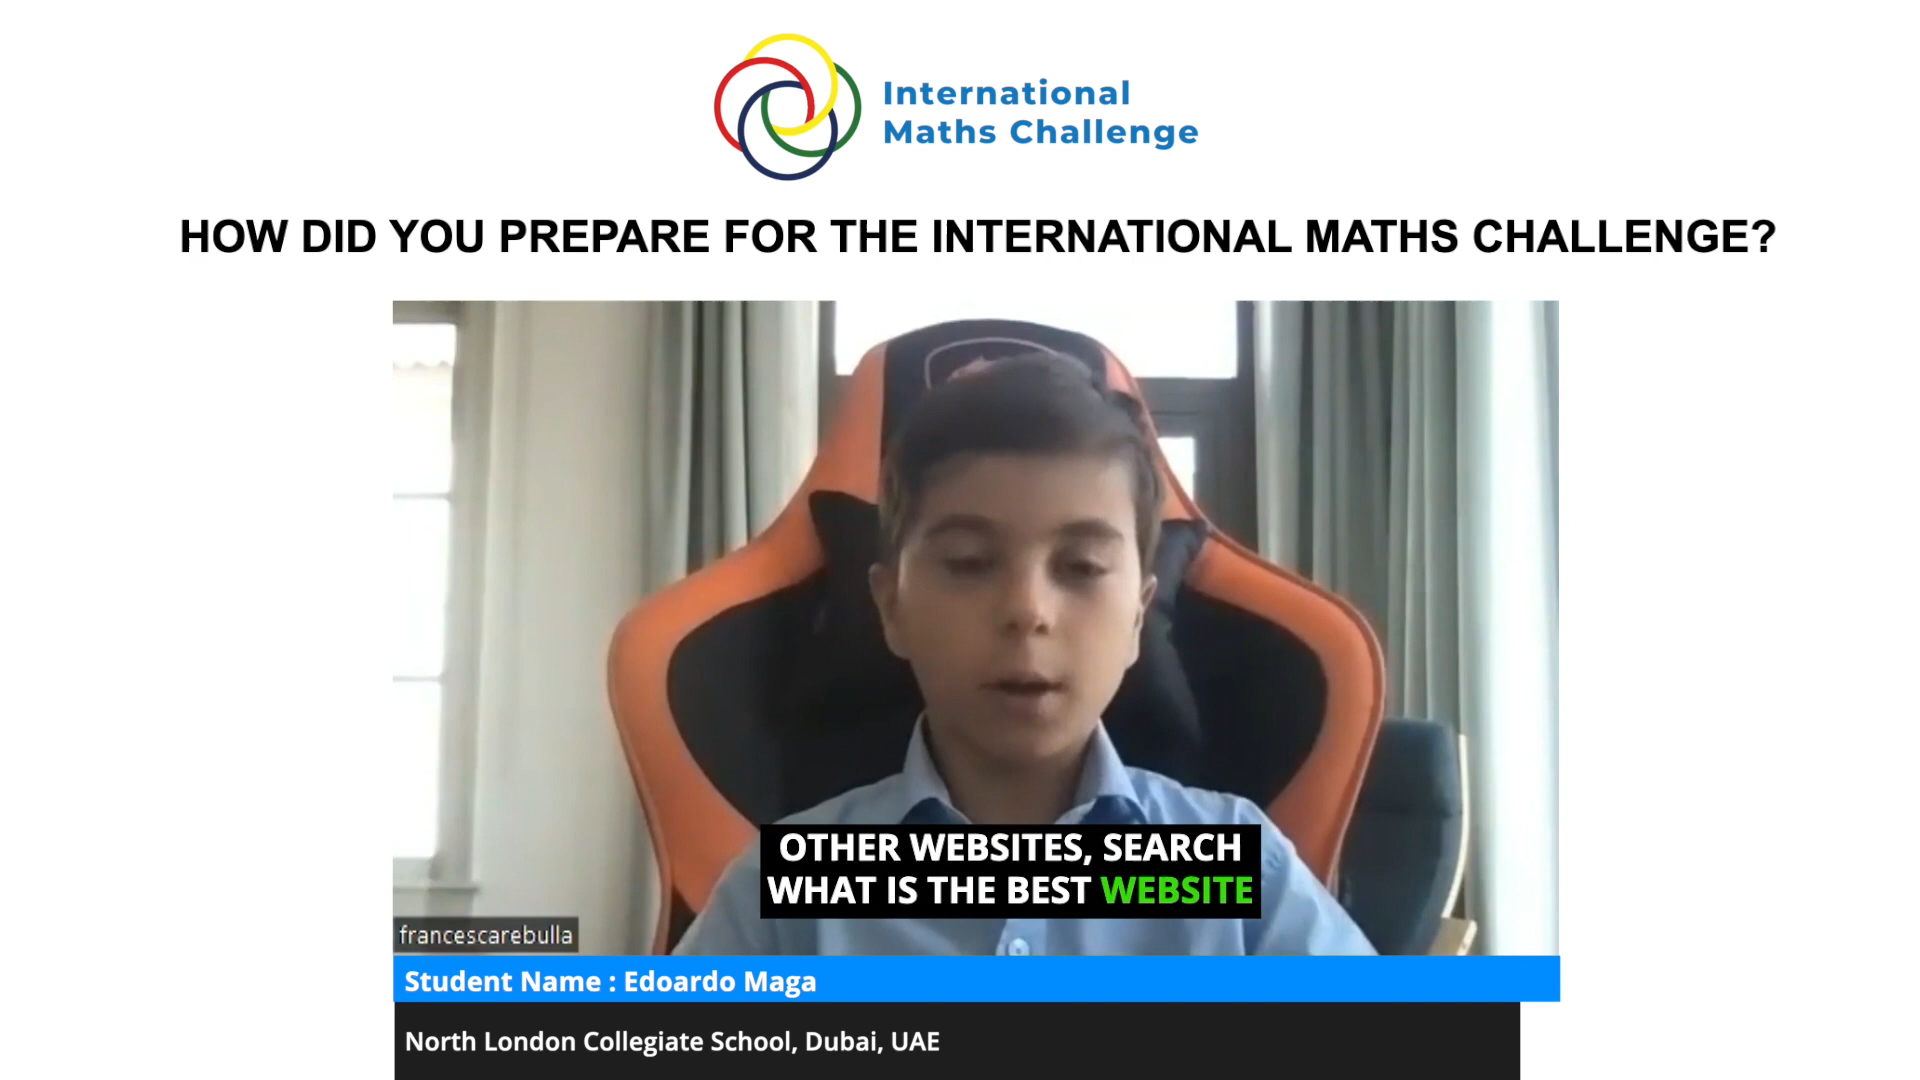 International
Maths Challenge
HOW DID YOU PREPARE FOR THE INTERNATIONAL MATHS CHALLENGE?
OTHER WEBSITES, SEARCH
WHAT IS THE BEST WEBSITE
francescarebulla
Student Name : Edoardo Maga
North London Collegiate School, Dubai, UAE